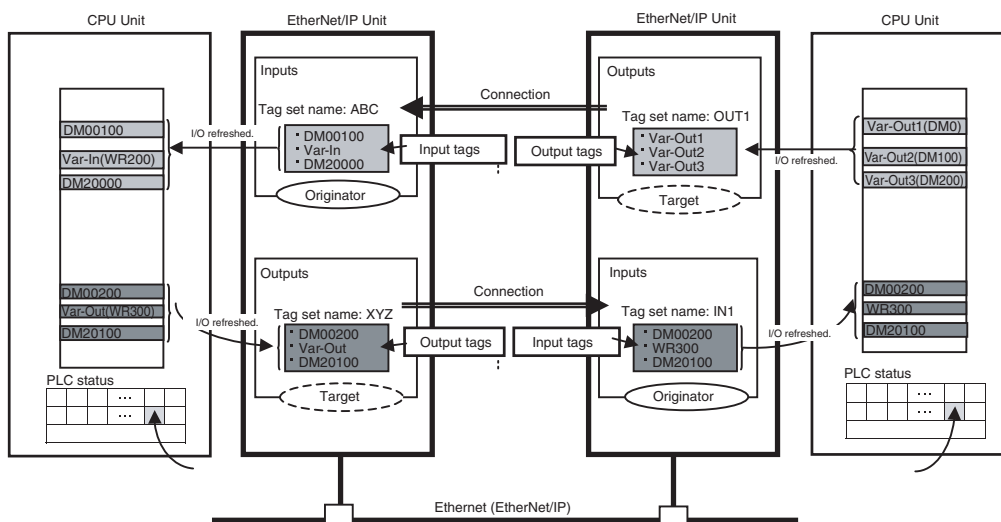 CPU Unit
EtherNet/IP Unit
EtherNet/IP Unit
CPU Unit
DM00100
Var-In(WR200)
DM20000
I/O refreshed.
Inputs
Tag set name: ABC
· DM00100
· Var-In
· DM20000
Originator
Input tags
Connection
Output tags
Outputs
Tag set name: OUT1
· Var-Out1
· Var-Out2
· Var-Out3
Target
I/O refreshed.
Var-Out1(DM0)
Var-Out2(DM100)
Var-Out3(DM200)
DM00200
Var-Out(WR300)
DM20100
I/O refreshed.
Outputs
Tag set name: XYZ
· DM00200
· Var-Out
· DM20100
Target
Output tags
Connection
Input tags
Inputs
Tag set name: IN1
· DM00200
· WR300
· DM20100
Originator
I/O refreshed.
DM00200
WR300
DM20100
PLC status
...
...
PLC status
...
...
Ethernet (EtherNet/IP)